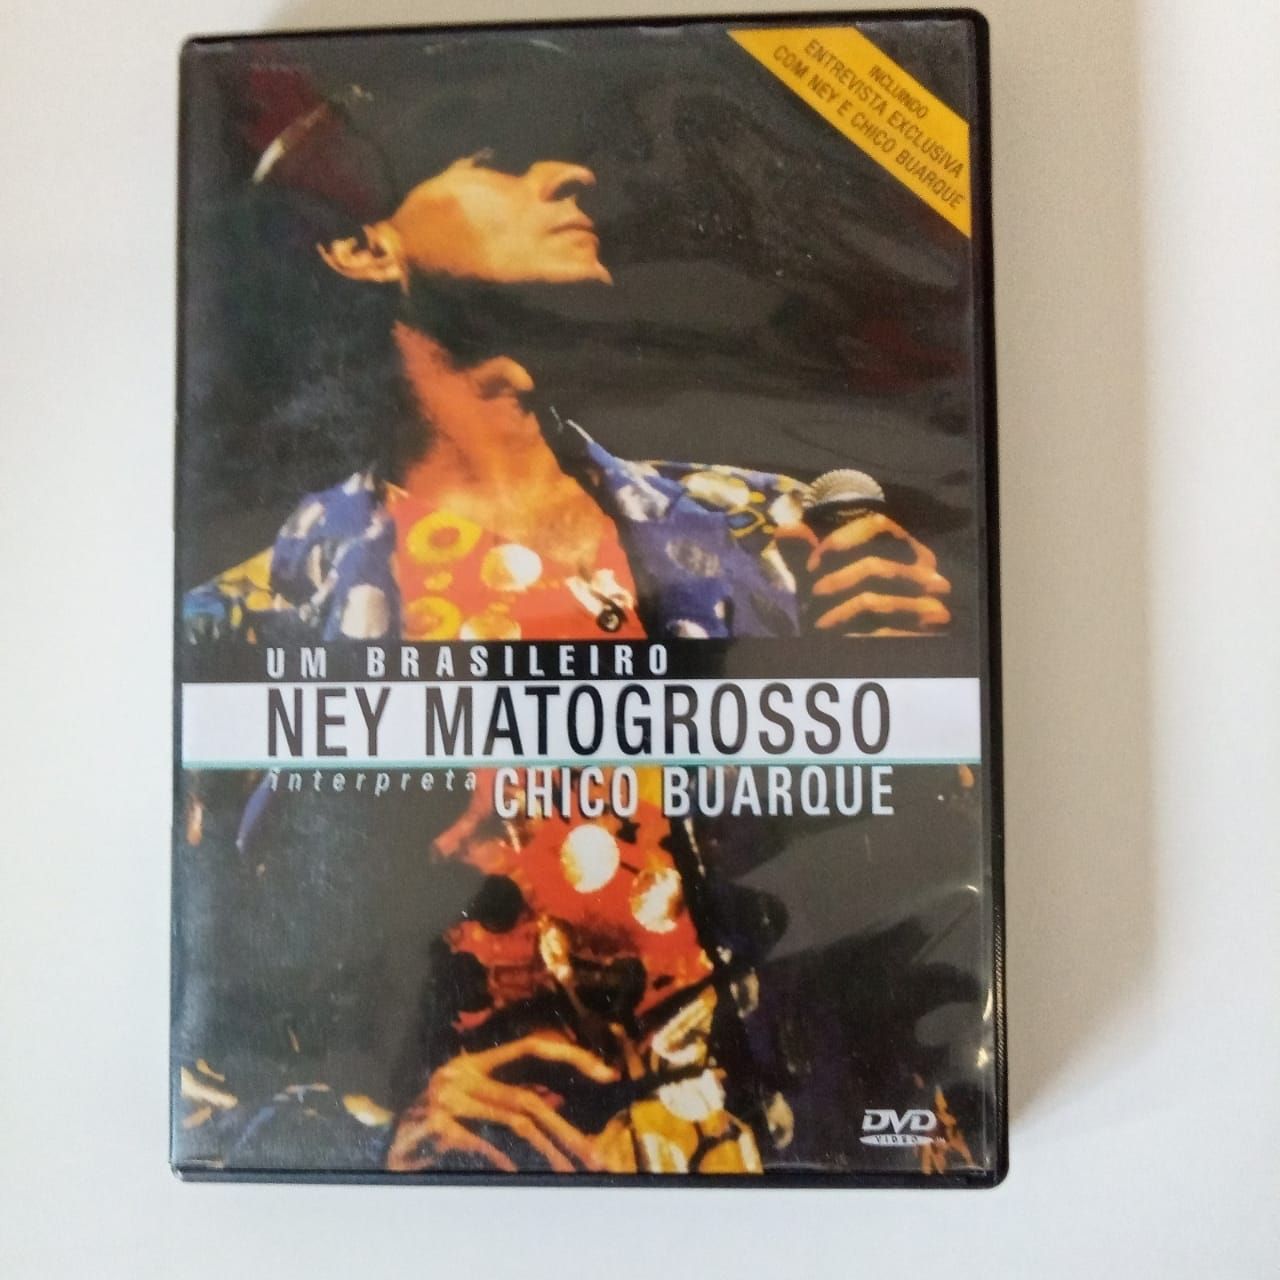 INCLUINDO
ENTREVISTA EXCLUSIVA
COM NEY E CHICO BUARQUE
UM BRASILEIRO
NEY MATOGROSSO
interpreta CHICO BUARQUE
DVD
VIDEO